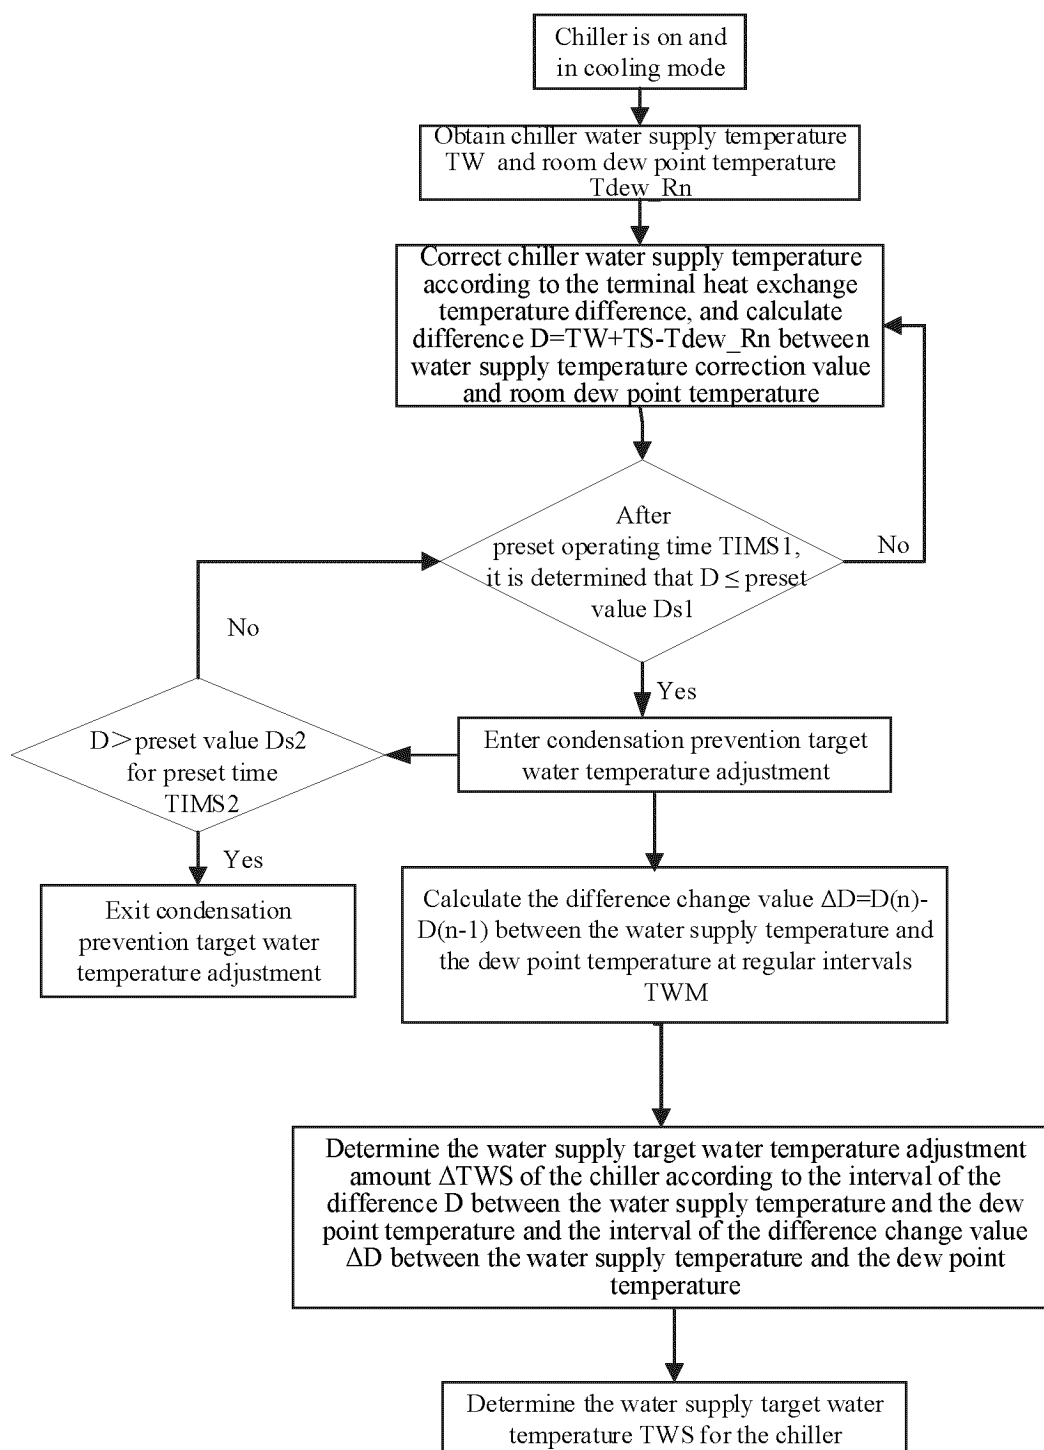 Chiller is on and
in cooling mode
Obtain chiller water supply temperature
TW and room dew point temperature
Tdew_Rn
Correct chiller water supply temperature
according to the terminal heat exchange
temperature difference, and calculate
difference D=TW+TS-Tdew_Rn between
water supply temperature correction value
and room dew point temperature
After
preset operating time TIMS1,
it is determined that D ≤ preset
value Ds1
No
No
Yes
D＞preset value Ds2
for preset time
TIMS2
Enter condensation prevention target
water temperature adjustment
Yes
Exit condensation
prevention target water
temperature adjustment
Calculate the difference change value ΔD=D(n)-
D(n-1) between the water supply temperature and
the dew point temperature at regular intervals
TWM
Determine the water supply target water temperature adjustment
amount ΔTWS of the chiller according to the interval of the
difference D between the water supply temperature and the dew
point temperature and the interval of the difference change value
ΔD between the water supply temperature and the dew point
temperature
Determine the water supply target water
temperature TWS for the chiller